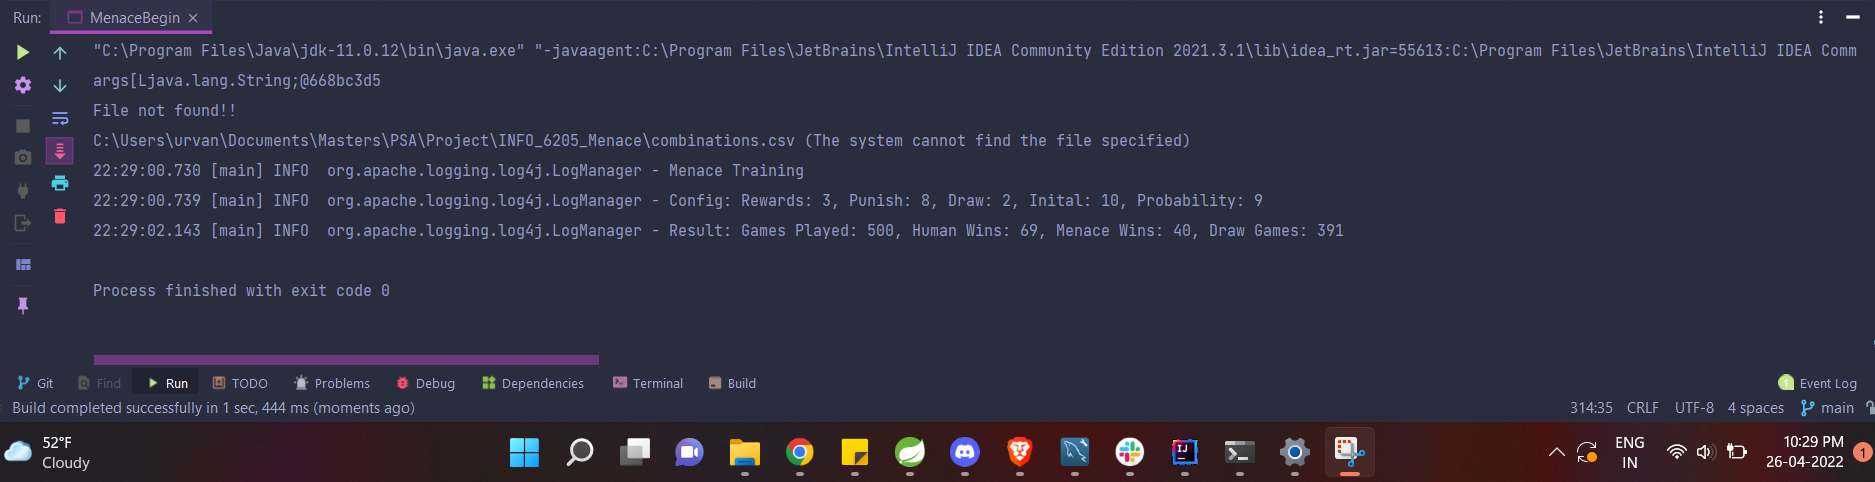 Run: MenaceBegin
"C:\Program Files\Java\jdk-11.0.12\bin\java.exe" "-javaagent:C:\Program Files\JetBrains\IntelliJ IDEA Community Edition 2021.3.1\lib\idea_rt.jar=55613:C:\Program Files\JetBrains\IntelliJ IDEA Comm
args[Ljava.lang.String;@668bc3d5
File not found!!
C:\Users\urvan\Documents\Masters\PSA\Project\INFO_6205_Menace\combinations.csv (The system cannot find the file specified)
22:29:00.730 [main] INFO  org.apache.logging.log4j.LogManager - Menace Training
22:29:00.739 [main] INFO  org.apache.logging.log4j.LogManager - Config: Rewards: 3, Punish: 8, Draw: 2, Inital: 10, Probability: 9
22:29:02.143 [main] INFO  org.apache.logging.log4j.LogManager - Result: Games Played: 500, Human Wins: 69, Menace Wins: 40, Draw Games: 391
Process finished with exit code 0
Git Find Run TODO Problems Debug Dependencies Terminal Build 1 Event Log
Build completed successfully in 1 sec, 444 ms (moments ago) 314:35 CRLF UTF-8 4 spaces main
52°F ENG 10:29 PM
Cloudy IN 26-04-2022 1
IJ